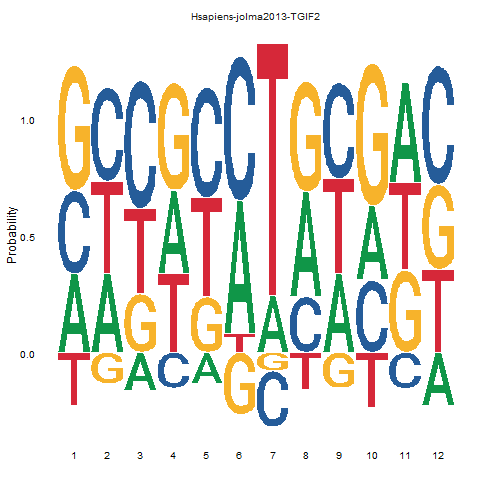 Hsapiens-jolma2013-TGIF2
Probability
1.0
0.5
0.0
G C C G C C T G C G A C
C T T A T A A A T A T G
A A G T G T G C A C G T
T G A C A G C T G T C A
1 2 3 4 5 6 7 8 9 10 11 12